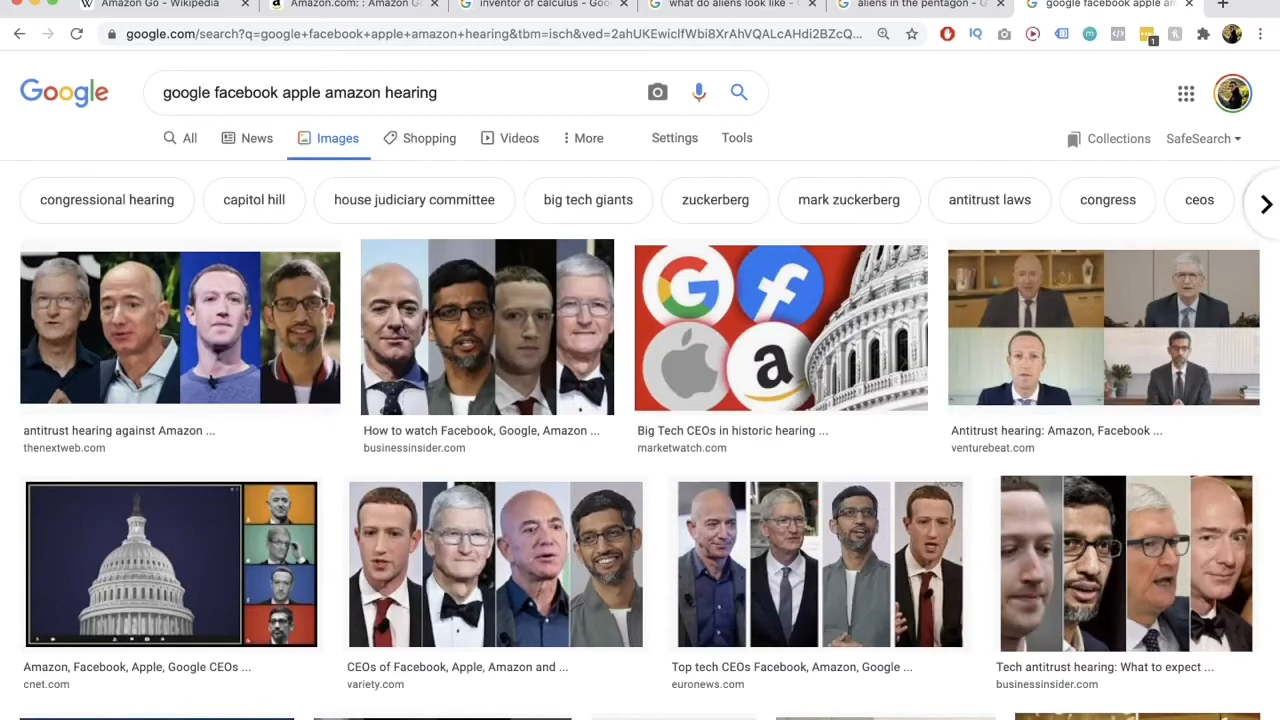 Amazon Go - Wikipedia
Amazon.com: : Amazon G
inventor of calculus - Goo
what do aliens look like -
aliens in the pentagon - G
google facebook apple am
google.com/search?q=google+facebook+apple+amazon+hearing&tbm=isch&ved=2ahUKEwiclfWbi8XrAhVQALcAHdi2BZcQ...
Google
google facebook apple amazon hearing
All
News
Images
Shopping
Videos
More
Settings
Tools
Collections
SafeSearch
congressional hearing
capitol hill
house judiciary committee
big tech giants
zuckerberg
mark zuckerberg
antitrust laws
congress
ceos
antitrust hearing against Amazon ...
thenextweb.com
How to watch Facebook, Google, Amazon ...
businessinsider.com
Big Tech CEOs in historic hearing ...
marketwatch.com
Antitrust hearing: Amazon, Facebook ...
venturebeat.com
Amazon, Facebook, Apple, Google CEOs ...
cnet.com
CEOs of Facebook, Apple, Amazon and ...
variety.com
Top tech CEOs Facebook, Amazon, Google ...
euronews.com
Tech antitrust hearing: What to expect ...
businessinsider.com